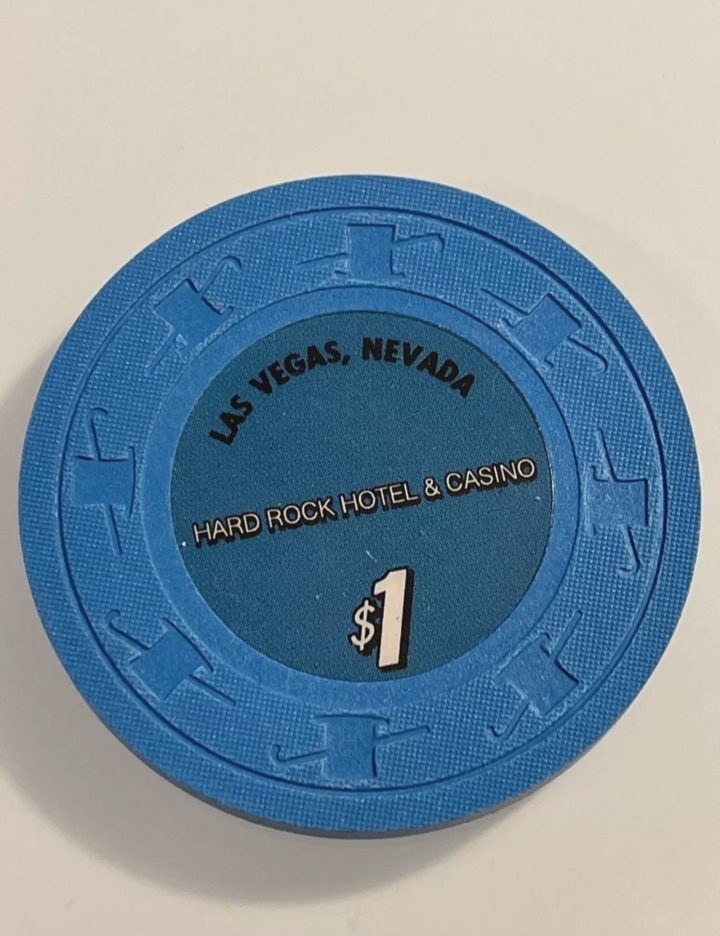 LAS VEGAS, NEVADA
HARD ROCK HOTEL & CASINO
$1